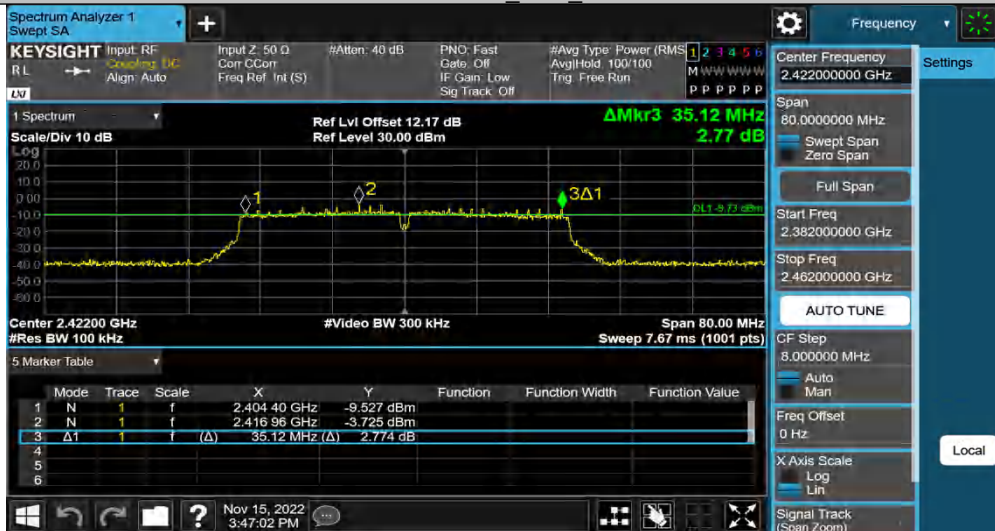 Spectrum Analyzer 1
Swept SA
Frequency
KEYSIGHT
RL
LXI
Input: RF
Coupling: DC
Align: Auto
Input Z: 50 Ω
Corr CCorr
Freq Ref: Int (S)
#Atten: 40 dB
PNO: Fast
Gate: Off
IF Gain: Low
Sig Track: Off
#Avg Type: Power (RMS
Avg|Hold: 100/100
Trig: Free Run
1 2 3 4 5 6
M W W W W W
P P P P P P
1 Spectrum
Scale/Div 10 dB
Ref Lvl Offset 12.17 dB
Ref Level 30.00 dBm
ΔMkr3 35.12 MHz
2.77 dB
Log
20.0
10.0
0.00
-10.0
-20.0
-30.0
-40.0
-50.0
-60.0
1
2
3Δ1
DL1 -9.73 dBm
Center 2.42200 GHz
#Res BW 100 kHz
#Video BW 300 kHz
Span 80.00 MHz
Sweep 7.67 ms (1001 pts)
5 Marker Table
Mode Trace Scale X Y Function Function Width Function Value
1 N 1 f 2.404 40 GHz -9.527 dBm
2 N 1 f 2.416 96 GHz -3.725 dBm
3 Δ1 1 f (Δ) 35.12 MHz (Δ) 2.774 dB
4
5
6
Nov 15, 2022
3:47:02 PM
Center Frequency
2.422000000 GHz
Settings
Span
80.0000000 MHz
Swept Span
Zero Span
Full Span
Start Freq
2.382000000 GHz
Stop Freq
2.462000000 GHz
AUTO TUNE
CF Step
8.000000 MHz
Auto
Man
Freq Offset
0 Hz
Local
X Axis Scale
Log
Lin
Signal Track
(Span Zoom)